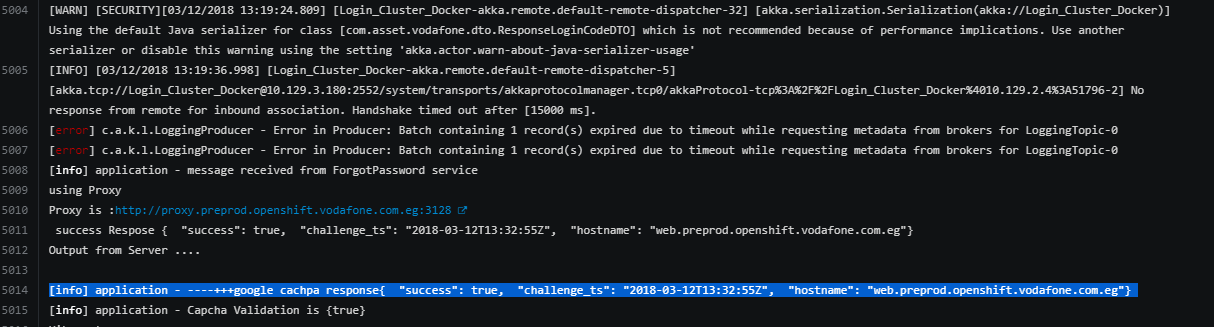 5004 [WARN] [SECURITY][03/12/2018 13:19:24.809] [Login_Cluster_Docker-akka.remote.default-remote-dispatcher-32] [akka.serialization.Serialization(akka://Login_Cluster_Docker)]
Using the default Java serializer for class [com.asset.vodafone.dto.ResponseLoginCodeDTO] which is not recommended because of performance implications. Use another
serializer or disable this warning using the setting 'akka.actor.warn-about-java-serializer-usage'
5005 [INFO] [03/12/2018 13:19:36.998] [Login_Cluster_Docker-akka.remote.default-remote-dispatcher-5]
[akka.tcp://Login_Cluster_Docker@10.129.3.180:2552/system/transports/akkaprotocolmanager.tcp0/akkaProtocol-tcp%3A%2F%2FLogin_Cluster_Docker%4010.129.2.4%3A51796-2] No
response from remote for inbound association. Handshake timed out after [15000 ms].
5006 [error] c.a.k.l.LoggingProducer - Error in Producer: Batch containing 1 record(s) expired due to timeout while requesting metadata from brokers for LoggingTopic-0
5007 [error] c.a.k.l.LoggingProducer - Error in Producer: Batch containing 1 record(s) expired due to timeout while requesting metadata from brokers for LoggingTopic-0
5008 [info] application - message received from ForgotPassword service
5009 using Proxy
5010 Proxy is :http://proxy.preprod.openshift.vodafone.com.eg:3128
5011 success Respose { "success": true, "challenge_ts": "2018-03-12T13:32:55Z", "hostname": "web.preprod.openshift.vodafone.com.eg"}
5012 Output from Server ....
5013
5014 [info] application - ----+++google cachpa response{ "success": true, "challenge_ts": "2018-03-12T13:32:55Z", "hostname": "web.preprod.openshift.vodafone.com.eg"}
5015 [info] application - Capcha Validation is {true}